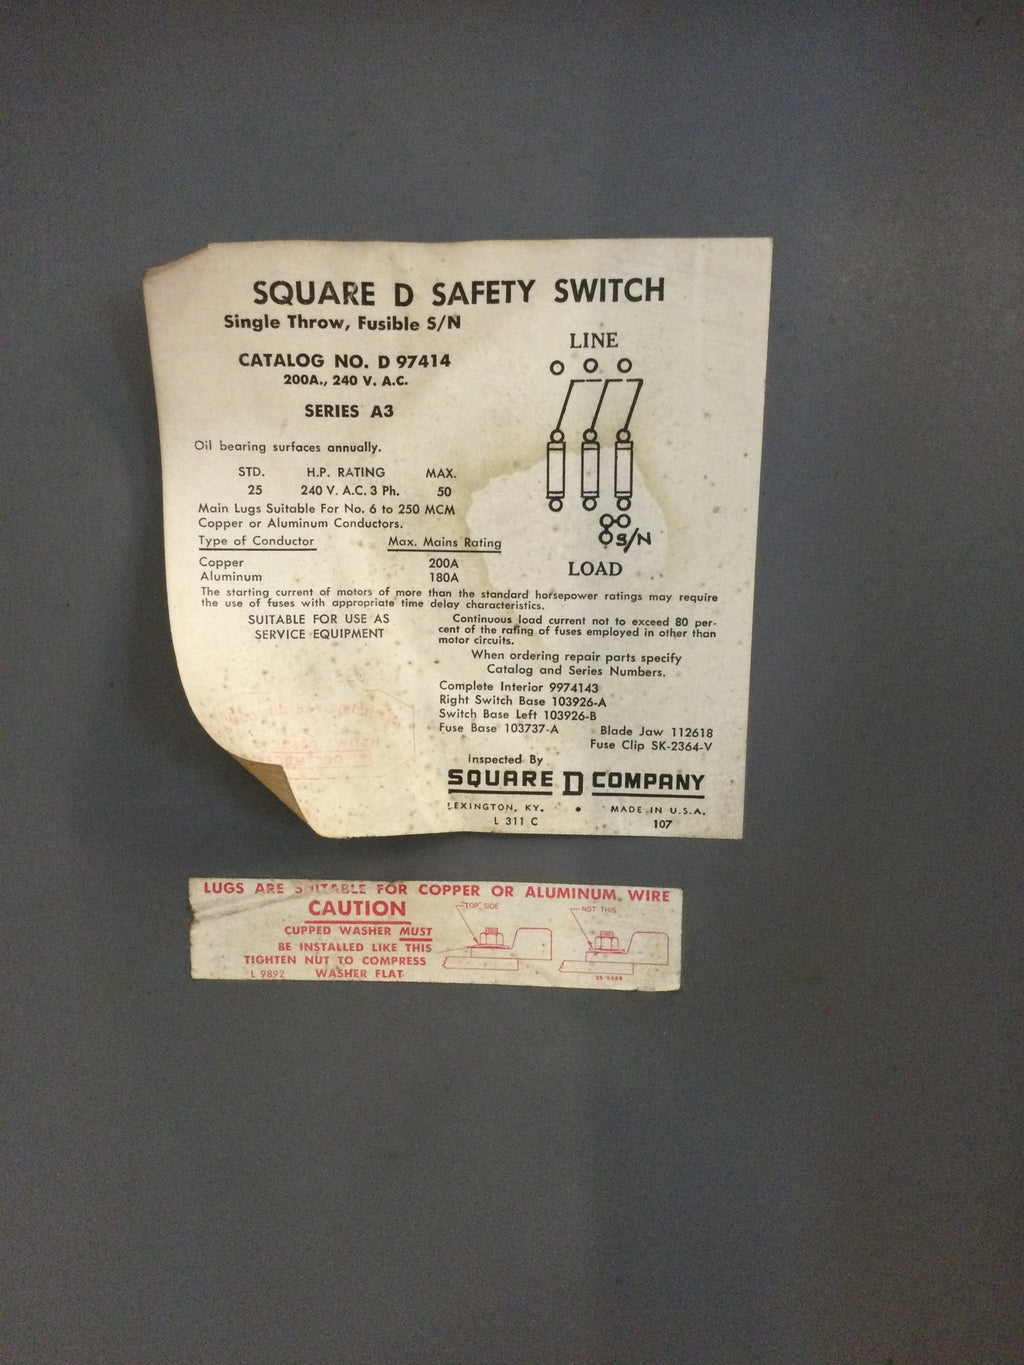 SQUARE D SAFETY SWITCH
Single Throw, Fusible S/N
CATALOG NO. D 97414
200A., 240 V. A.C.
SERIES A3
LINE
S/N
LOAD
Oil bearing surfaces annually.
STD. H.P. RATING MAX.
25 240 V. A.C. 3 Ph. 50
Main Lugs Suitable For No. 6 to 250 MCM
Copper or Aluminum Conductors.
Type of Conductor Max. Mains Rating
Copper 200A
Aluminum 180A
The starting current of motors of more than the standard horsepower ratings may require
the use of fuses with appropriate time delay characteristics.
SUITABLE FOR USE AS
SERVICE EQUIPMENT
Continuous load current not to exceed 80 per-
cent of the rating of fuses employed in other than
motor circuits.
When ordering repair parts specify
Catalog and Series Numbers.
Complete Interior 9974143
Right Switch Base 103926-A
Switch Base Left 103926-B
Fuse Base 103737-A Blade Jaw 112618
Fuse Clip SK-2364-V
Inspected By
SQUARE D COMPANY
LEXINGTON, KY. • MADE IN U.S.A.
L 311 C 107
LUGS ARE SUITABLE FOR COPPER OR ALUMINUM WIRE
CAUTION
CUPPED WASHER MUST
BE INSTALLED LIKE THIS
TIGHTEN NUT TO COMPRESS
L 9892 WASHER FLAT
"TOP" SIDE
NOT THIS